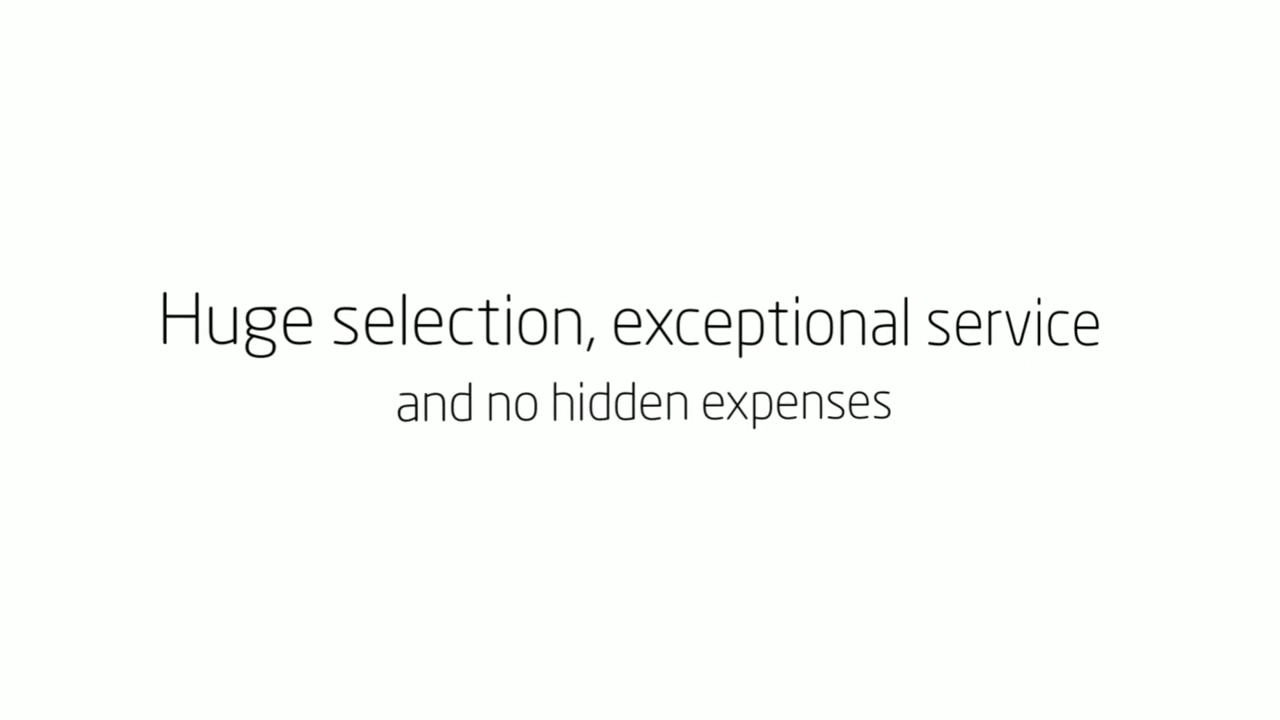 Huge selection, exceptional service
and no hidden expenses